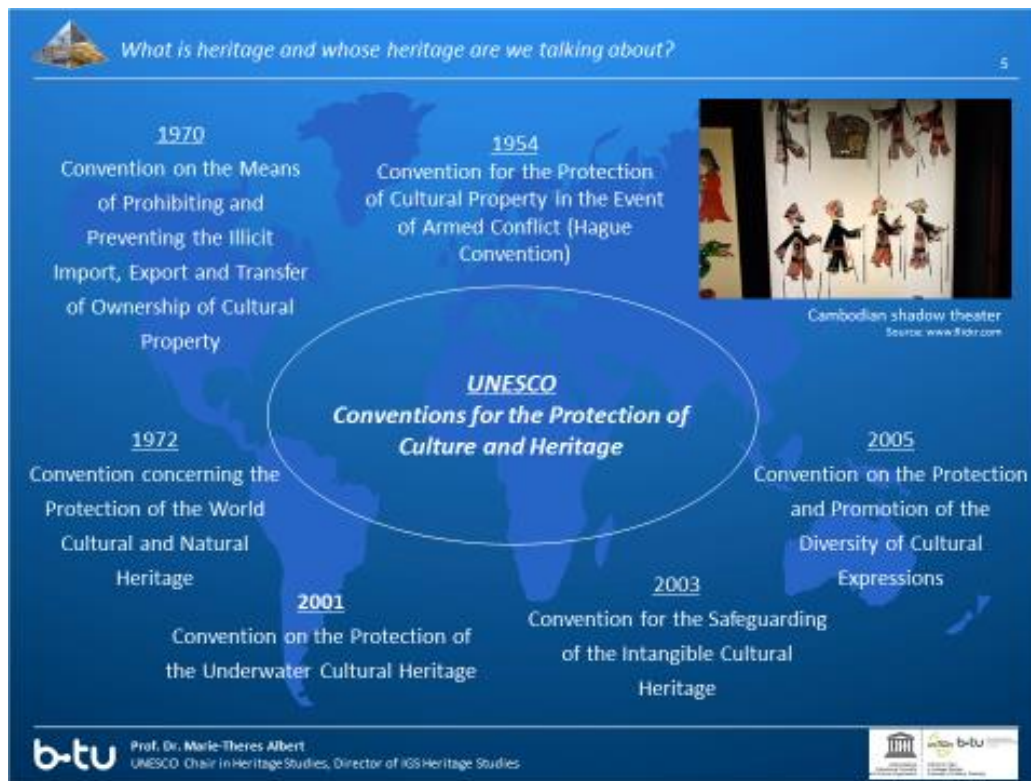 What is heritage and whose heritage are we talking about?
5
1970
Convention on the Means
of Prohibiting and
Preventing the Illicit
Import, Export and Transfer
of Ownership of Cultural
Property
1954
Convention for the Protection
of Cultural Property in the Event
of Armed Conflict (Hague
Convention)
Cambodian shadow theater
Source: www.flickr.com
UNESCO
Conventions for the Protection of
Culture and Heritage
1972
Convention concerning the
Protection of the World
Cultural and Natural
Heritage
2005
Convention on the Protection
and Promotion of the
Diversity of Cultural
Expressions
2001
Convention on the Protection of
the Underwater Cultural Heritage
2003
Convention for the Safeguarding
of the Intangible Cultural
Heritage
b-tu
Prof. Dr. Marie-Theres Albert
UNESCO Chair in Heritage Studies, Director of IGS Heritage Studies
b-tu